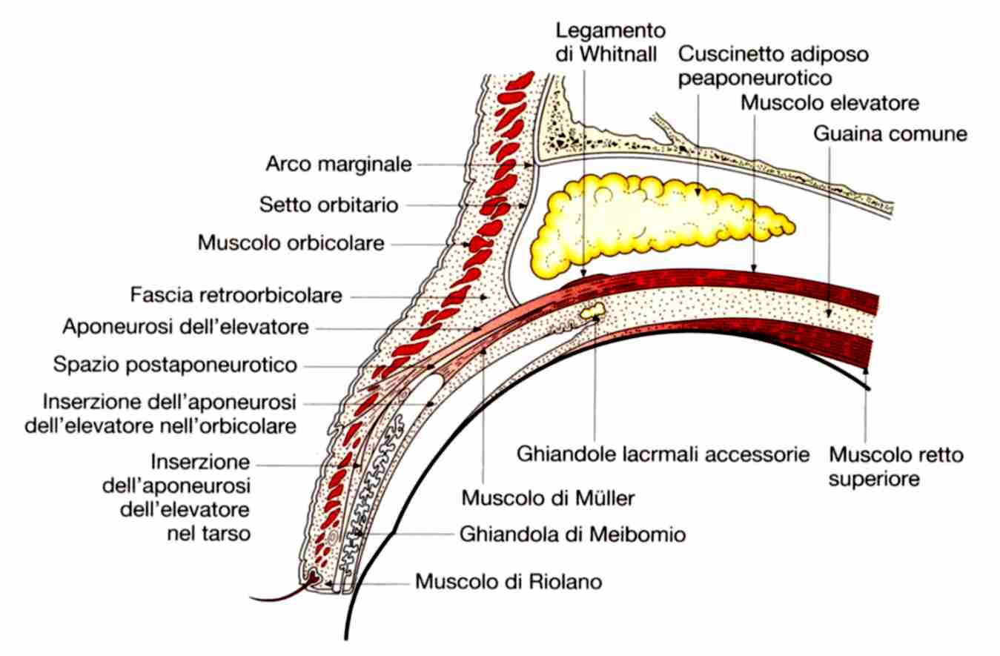 Legamento
di Whitnall
Cuscinetto adiposo
peaponeurotico
Muscolo elevatore
Guaina comune
Arco marginale
Setto orbitario
Muscolo orbicolare
Fascia retroorbicolare
Aponeurosi dell'elevatore
Spazio postaponeurotico
Inserzione dell'aponeurosi
dell'elevatore nell'orbicolare
Inserzione
dell'aponeurosi
dell'elevatore
nel tarso
Ghiandole lacrmali accessorie
Muscolo retto
superiore
Muscolo di Müller
Ghiandola di Meibomio
Muscolo di Riolano